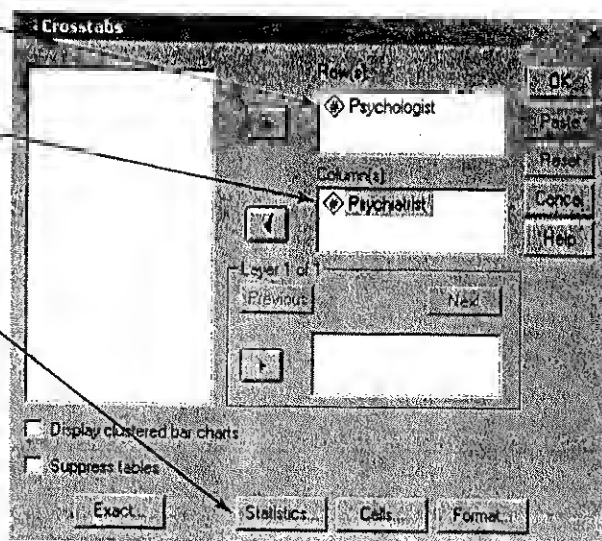 Crosstabs
Row(s)
Psychologist
OK
Paste
Reset
Column(s)
Psychiatrist
Cancel
Help
Layer 1 of 1
Previous
Next
Display clustered bar charts
Suppress tables
Exact...
Statistics...
Cells...
Format...